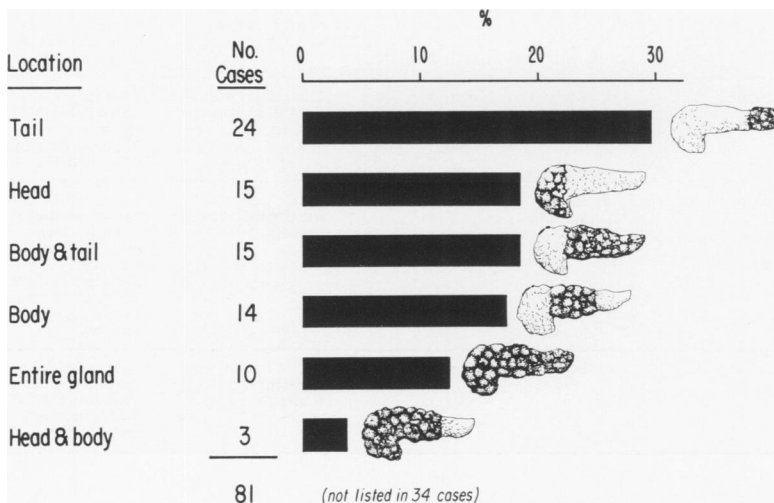 %
Location No. Cases 0 10 20 30
Tail 24
Head 15
Body & tail 15
Body 14
Entire gland 10
Head & body 3
81 (not listed in 34 cases)